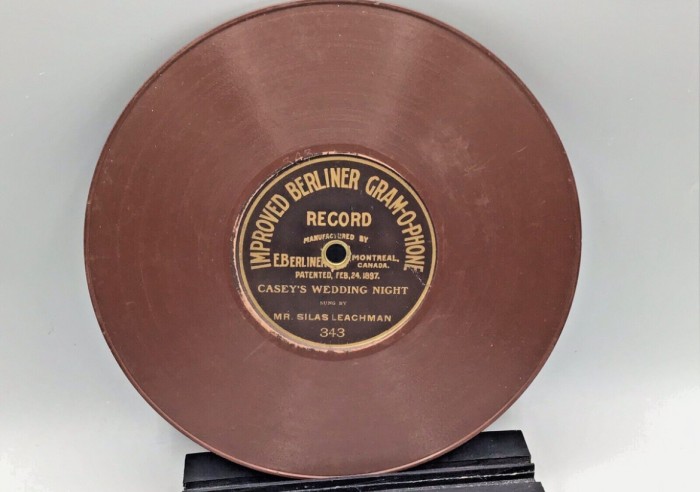 343
IMPROVED BERLINER GRAM-O-PHONE
RECORD
MANUFACTURED BY
E. BERLINER MONTREAL,
CANADA.
PATENTED, FEB, 24. 1897.
CASEY'S WEDDING NIGHT
SUNG BY
MR. SILAS LEACHMAN
343